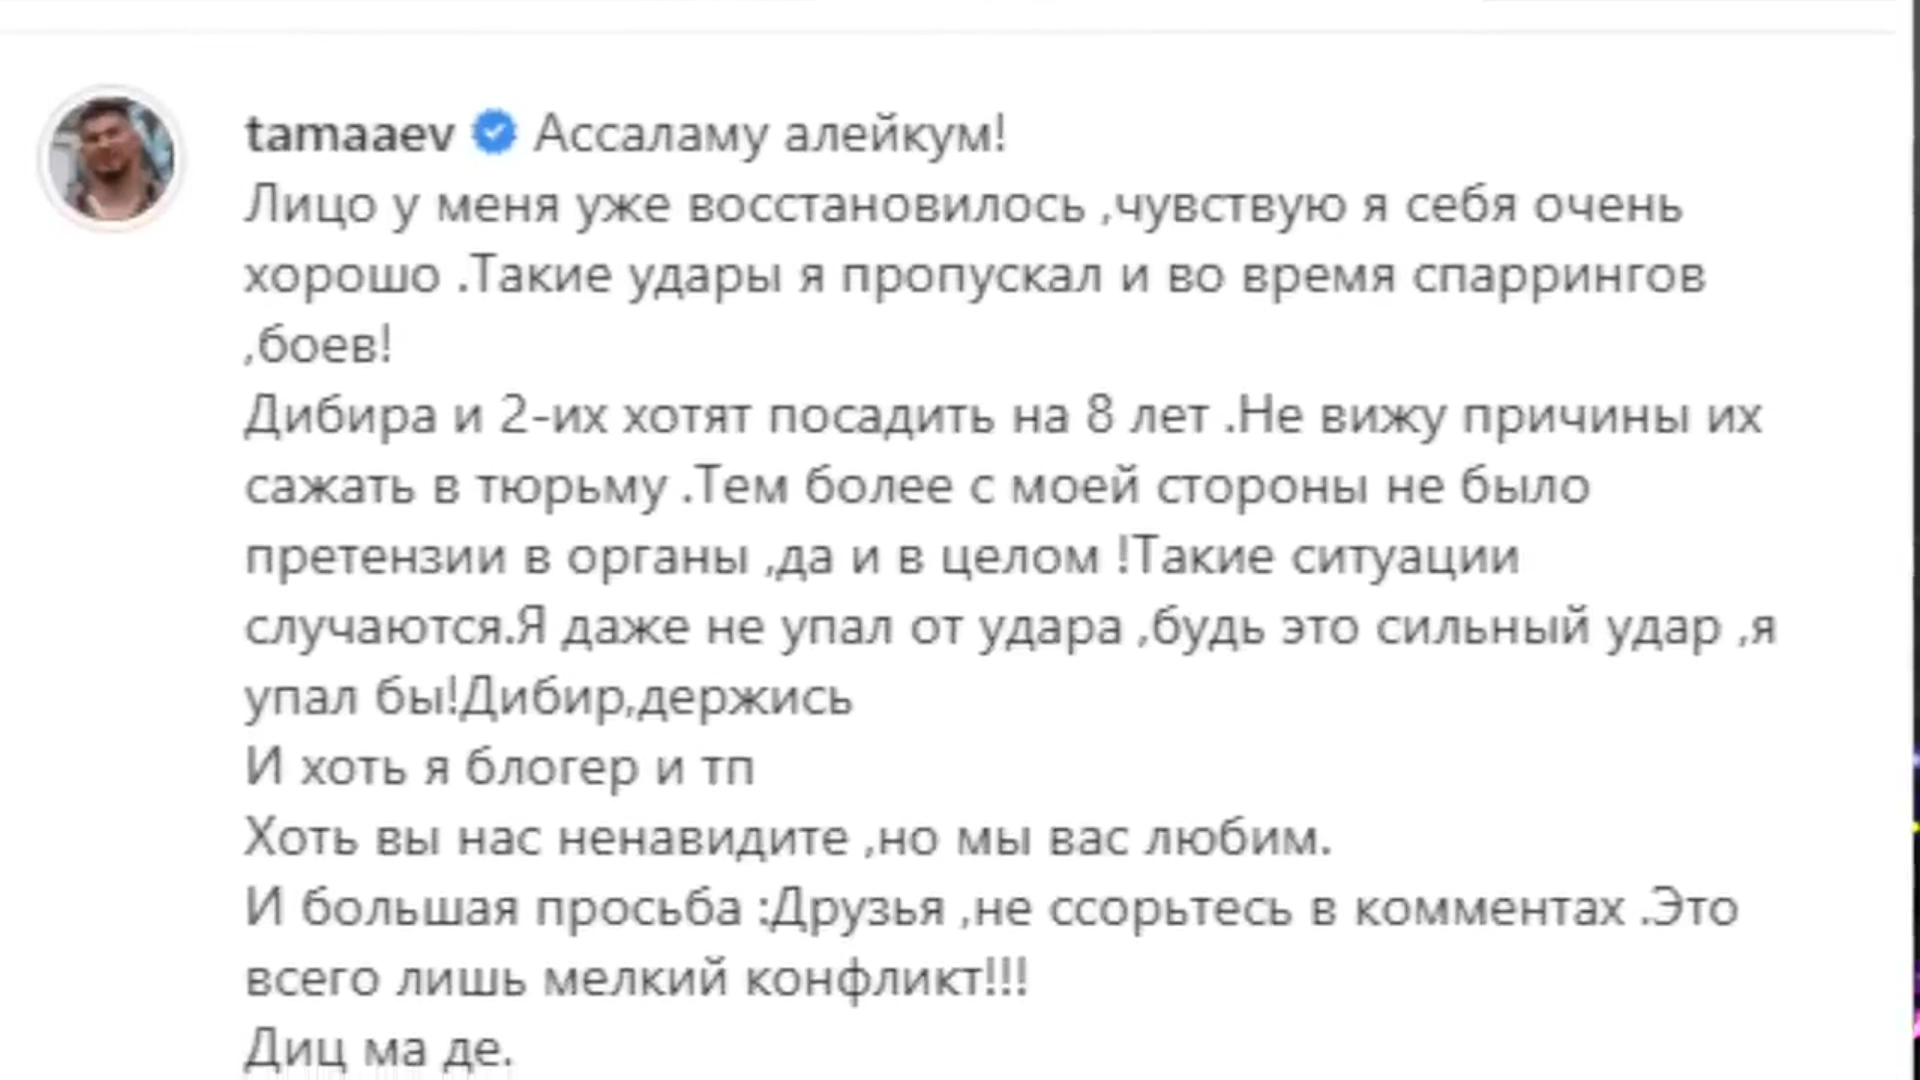 tamaaev Ассаламу алейкум!
Лицо у меня уже восстановилось ,чувствую я себя очень
хорошо .Такие удары я пропускал и во время спаррингов
,боев!
Дибира и 2-их хотят посадить на 8 лет .Не вижу причины их
сажать в тюрьму .Тем более с моей стороны не было
претензии в органы ,да и в целом !Такие ситуации
случаются.Я даже не упал от удара ,будь это сильный удар ,я
упал бы!Дибир,держись
И хоть я блогер и тп
Хоть вы нас ненавидите ,но мы вас любим.
И большая просьба :Друзья ,не ссорьтесь в комментах .Это
всего лишь мелкий конфликт!!!
Диц ма де.